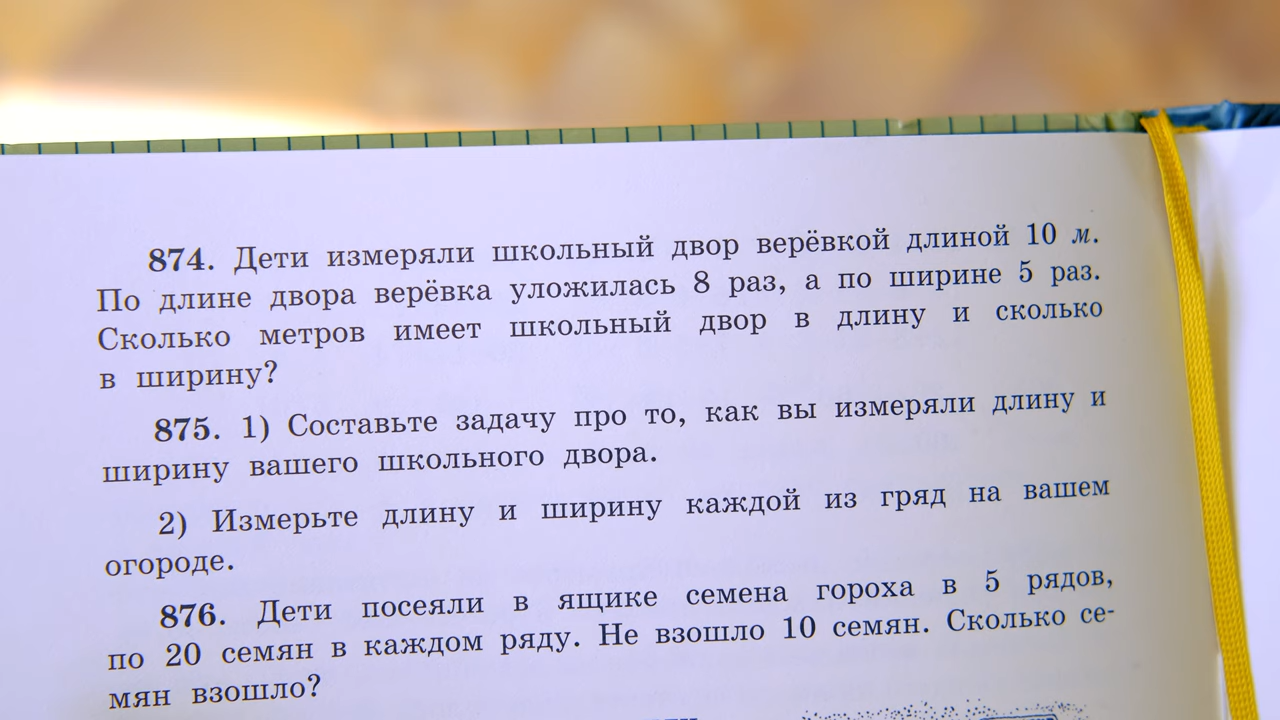 874. Дети измеряли школьный двор верёвкой длиной 10 м.
По длине двора верёвка уложилась 8 раз, а по ширине 5 раз.
Сколько метров имеет школьный двор в длину и сколько
в ширину?
875. 1) Составьте задачу про то, как вы измеряли длину и
ширину вашего школьного двора.
2) Измерьте длину и ширину каждой из гряд на вашем
огороде.
876. Дети посеяли в ящике семена гороха в 5 рядов,
по 20 семян в каждом ряду. Не взошло 10 семян. Сколько се-
мян взошло?